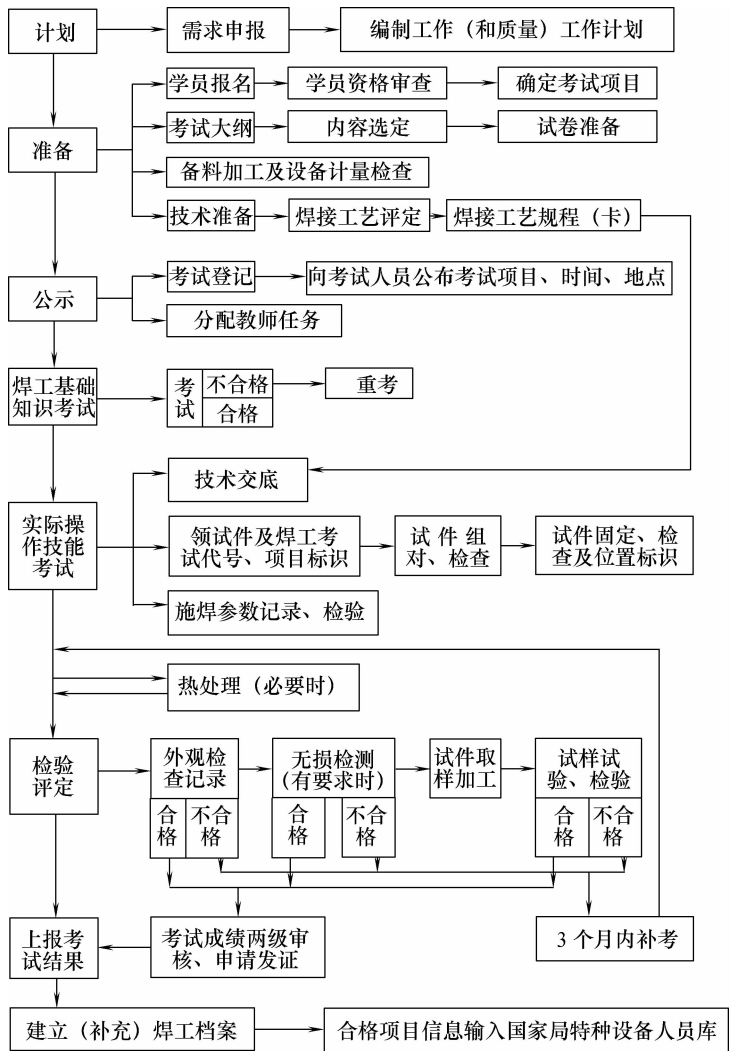 计划
需求申报
编制工作（和质量）工作计划
学员报名
学员资格审查
确定考试项目
准备
考试大纲
内容选定
试卷准备
备料加工及设备计量检查
技术准备
焊接工艺评定
焊接工艺规程（卡）
公示
考试登记
向考试人员公布考试项目、时间、地点
分配教师任务
焊工基础
知识考试
考
试
不合格
合格
重考
技术交底
实际操
作技能
考试
领试件及焊工考
试代号、项目标识
试件组
对、检查
试件固定、检
查及位置标识
施焊参数记录、检验
热处理（必要时）
检验
评定
外观检
查记录
合
格
不合
格
无损检测
（有要求时）
合
格
不合
格
试件取
样加工
试样试
验、检验
合
格
不合
格
上报考
试结果
考试成绩两级审
核、申请发证
3个月内补考
建立（补充）焊工档案
合格项目信息输入国家局特种设备人员库